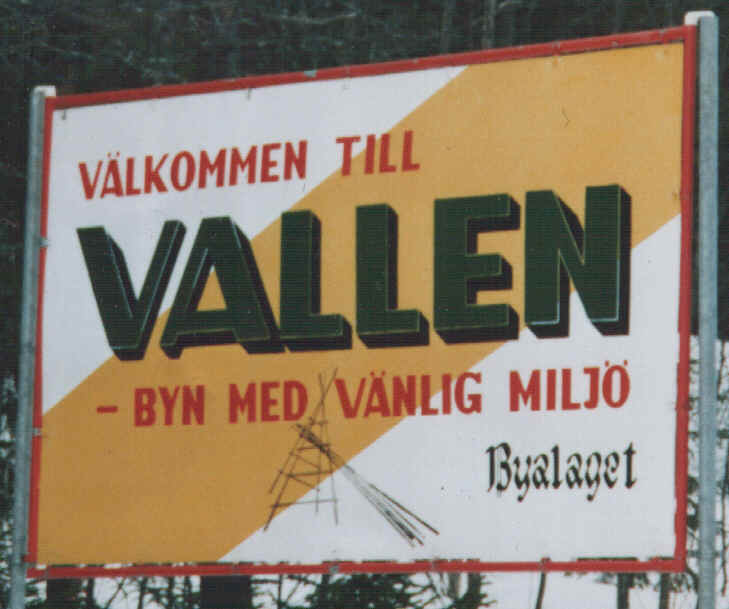 VÄLKOMMEN TILL
VALLEN
- BYN MED VÄNLIG MILJÖ
Byalaget